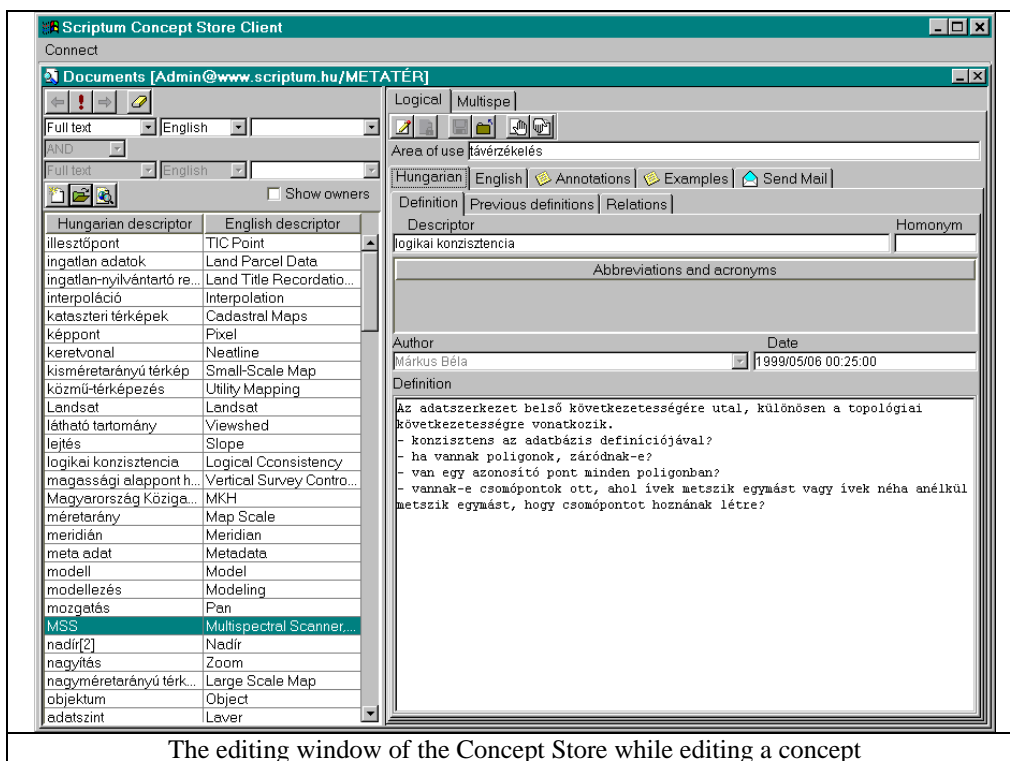 Scriptum Concept Store Client
Connect
Documents [Admin@www.scriptum.hu/METATÉR]
Full text English
AND
Full text English
Show owners
Hungarian descriptor English descriptor
illesztőpont TIC Point
ingatlan adatok Land Parcel Data
ingatlan-nyilvántartó re... Land Title Recordatio...
interpoláció Interpolation
kataszteri térképek Cadastral Maps
képpont Pixel
keretvonal Neatline
kisméretarányú térkép Small-Scale Map
közmű-térképezés Utility Mapping
Landsat Landsat
látható tartomány Viewshed
lejtés Slope
logikai konzisztencia Logical Cconsistency
magassági alappont h... Vertical Survey Contro...
Magyarország Köziga... MKH
méretarány Map Scale
meridián Meridian
meta adat Metadata
modell Model
modellezés Modeling
mozgatás Pan
MSS Multispectral Scanner,...
nadír[2] Nadír
nagyítás Zoom
nagyméretarányú térk... Large Scale Map
objektum Object
adatszint Layer
Logical Multispe
Area of use távérzékelés
Hungarian English Annotations Examples Send Mail
Definition Previous definitions Relations
Descriptor Homonym
logikai konzisztencia
Abbreviations and acronyms
Author Date
Márkus Béla 1999/05/06 00:25:00
Definition
Az adatszerkezet belső következetességére utal, különösen a topológiai
következetességre vonatkozik.
- konzisztens az adatbázis definíciójával?
- ha vannak poligonok, záródnak-e?
- van egy azonosító pont minden poligonban?
- vannak-e csomópontok ott, ahol ívek metszik egymást vagy ívek néha anélkül
metszik egymást, hogy csomópontot hoznának létre?
The editing window of the Concept Store while editing a concept